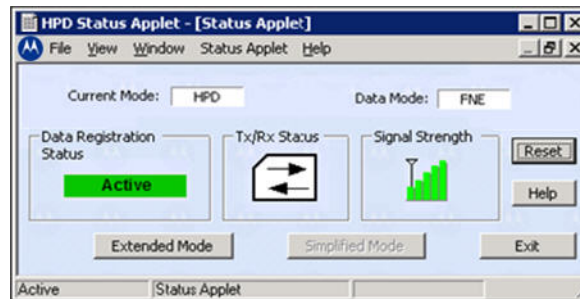 HPD Status Applet - [Status Applet]
File View Window Status Applet Help
Current Mode: HPD Data Mode: FNE
Data Registration Status Tx/Rx Status Signal Strength
Active
Reset
Help
Extended Mode Simplified Mode Exit
Active Status Applet